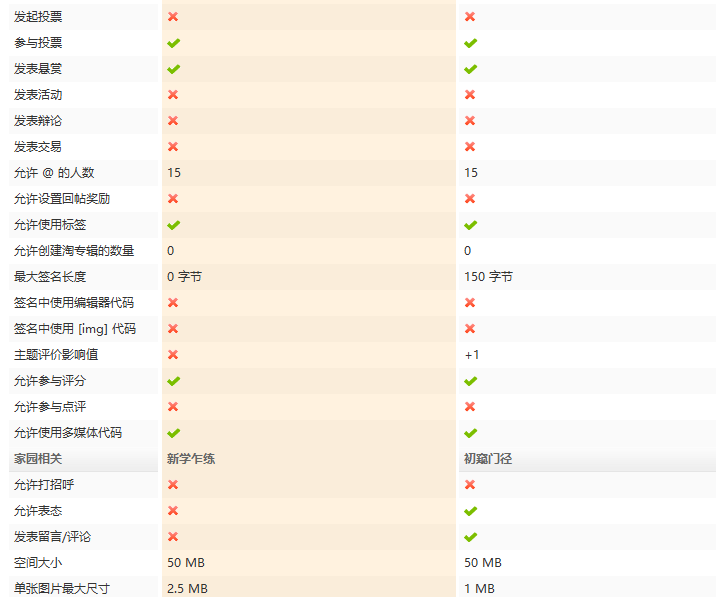 发起投票
参与投票
发表悬赏
发表活动
发表辩论
发表交易
允许 @ 的人数 15 15
允许设置回帖奖励
允许使用标签
允许创建淘专辑的数量 0 0
最大签名长度 0 字节 150 字节
签名中使用编辑器代码
签名中使用 [img] 代码
主题评价影响值 +1
允许参与评分
允许参与点评
允许使用多媒体代码
家园相关 新学乍练 初窥门径
允许打招呼
允许表态
发表留言/评论
空间大小 50 MB 50 MB
单张图片最大尺寸 2.5 MB 1 MB